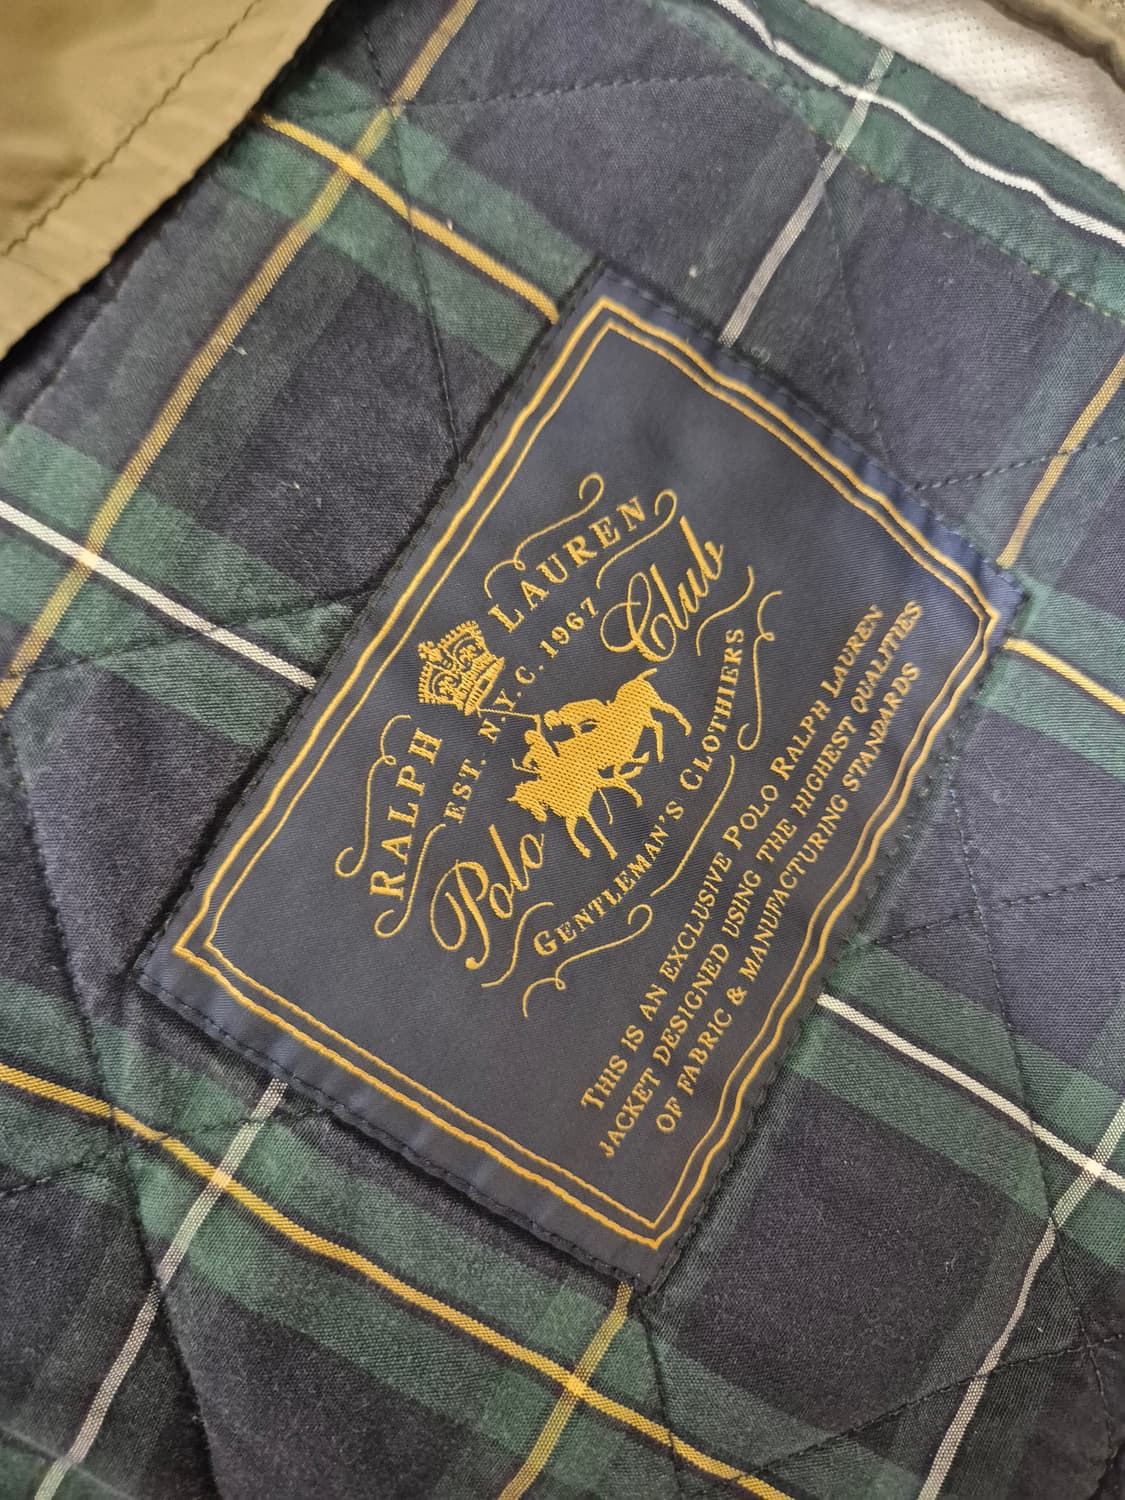 RALPH LAUREN
EST. N.Y.C. 1967
Polo Club
GENTLEMAN'S CLOTHIERS
THIS IS AN EXCLUSIVE POLO RALPH LAUREN
JACKET DESIGNED USING THE HIGHEST QUALITIES
OF FABRIC & MANUFACTURING STANDARDS